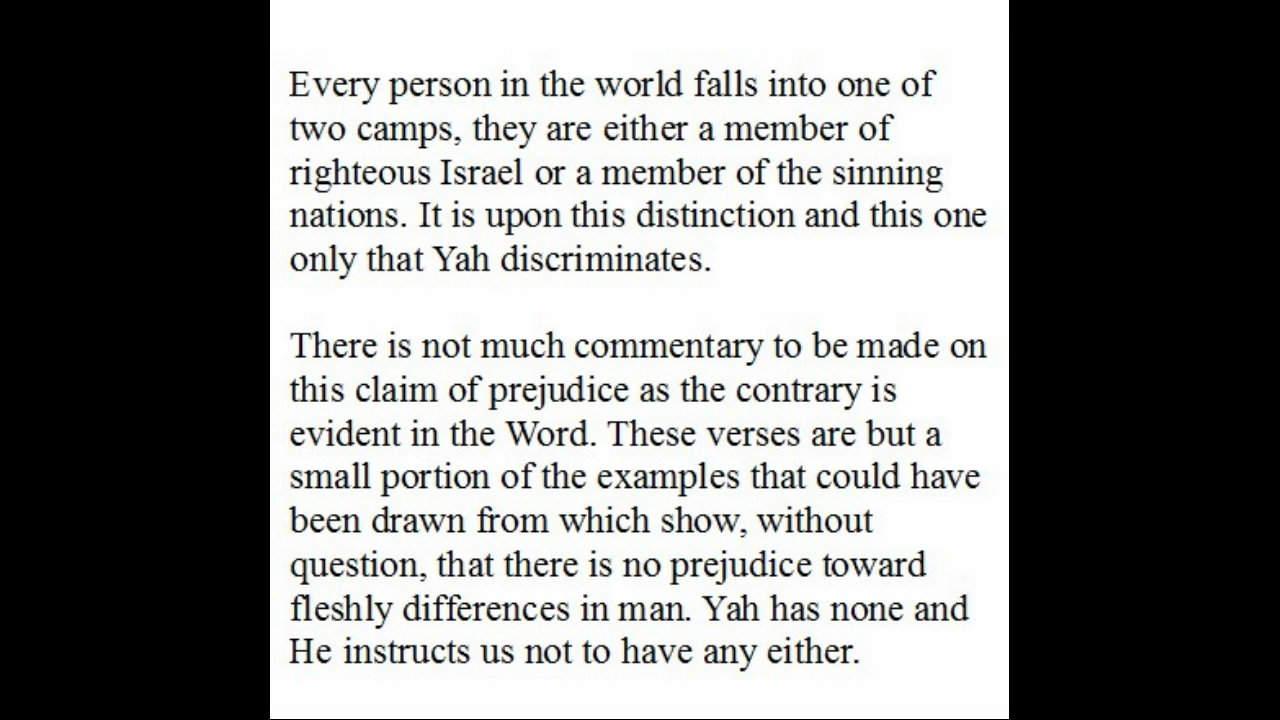 Every person in the world falls into one of
two camps, they are either a member of
righteous Israel or a member of the sinning
nations. It is upon this distinction and this one
only that Yah discriminates.
There is not much commentary to be made on
this claim of prejudice as the contrary is
evident in the Word. These verses are but a
small portion of the examples that could have
been drawn from which show, without
question, that there is no prejudice toward
fleshly differences in man. Yah has none and
He instructs us not to have any either.